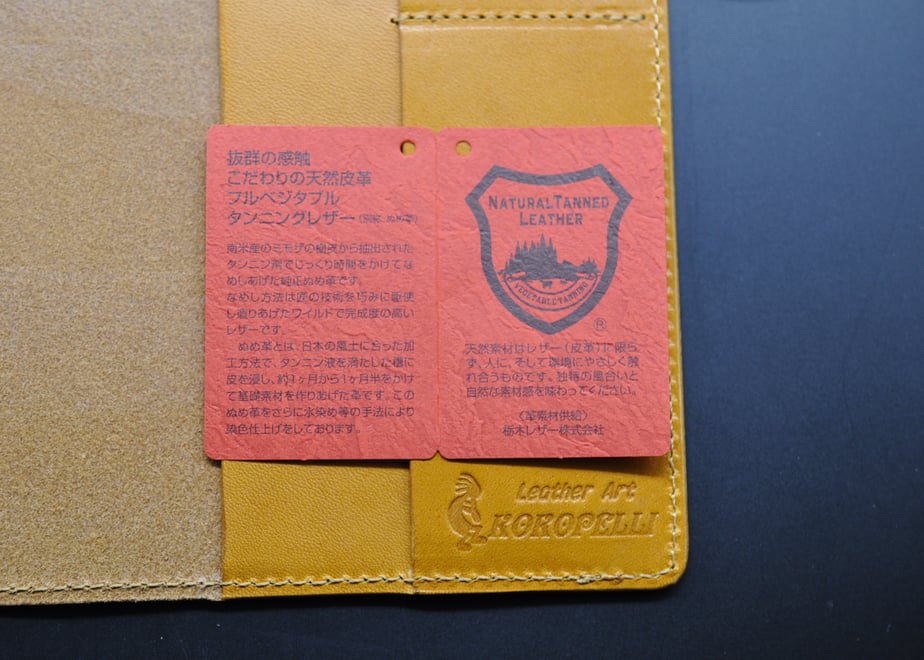 抜群の感触
こだわりの天然皮革
フルベジタブル
タンニングレザー(別称:ぬめ革)
南米産のミモザの樹液から抽出された
タンニン剤でじっくり時間をかけてな
めしあげた純正ぬめ革です。
なめし方法は匠の技術を巧みに駆使
し造りあげたワイルドで完成度の高い
レザーです。
ぬめ革とは、日本の風土に合った加
工方法で、タンニン液を満たした槽に
皮を浸し、約1ヶ月から1ヶ月半をかけ
て基礎素材を作りあげた革です。この
ぬめ革をさらに水染め等の手法により
染色仕上げをしております。
NATURAL TANNED
LEATHER
VEGETABLE TANNING
®
天然素材はレザー(皮革)に限ら
ず、人に、そして環境にやさしく触
れ合うものです。独特の風合いと
自然な素材感を味わってください。
〈革素材供給〉
栃木レザー株式会社
Leather Art
KOKOPELLI